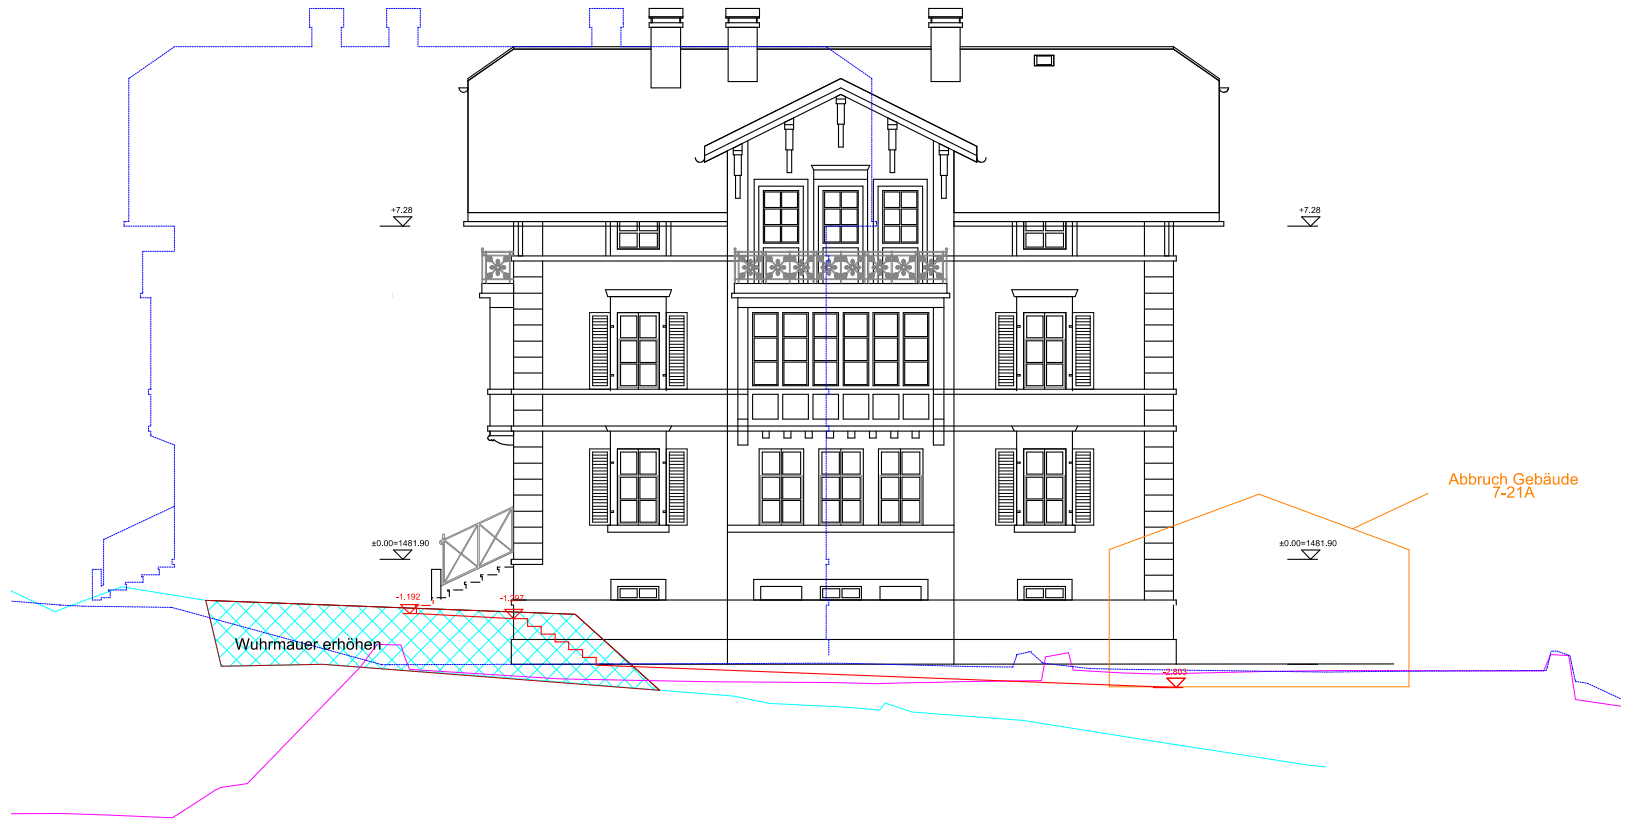 +7.28
+7.28
Abbruch Gebäude
7-21A
±0.00=1481.90
±0.00=1481.90
-1.192
Wuhrmauer erhöhen